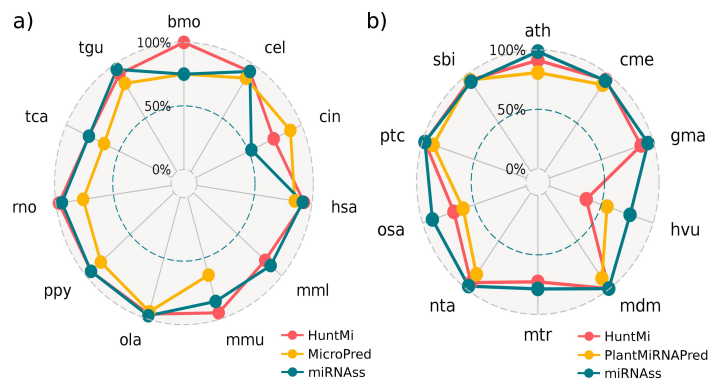 a)
bmo
100%
tgu
cel
tca
cin
50%
0%
rno
hsa
ppy
mml
ola
mmu
HuntMi
MicroPred
miRNAss
b)
ath
100%
sbi
cme
50%
ptc
gma
0%
osa
hvu
nta
mdm
mtr
HuntMi
PlantMiRNAPred
miRNAss